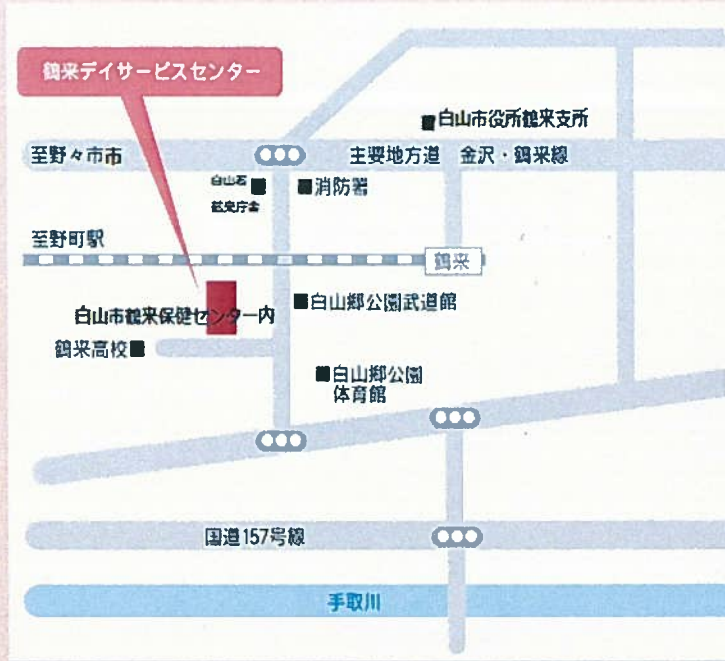 鶴来デイサービスセンター
白山市役所鶴来支所
至野々市市
主要地方道 金沢・鶴来線
白山石
消防署
至野町駅
鶴来
白山市鶴来保健センター内
白山郷公園武道館
鶴来高校
白山郷公園
体育館
国道157号線
手取川